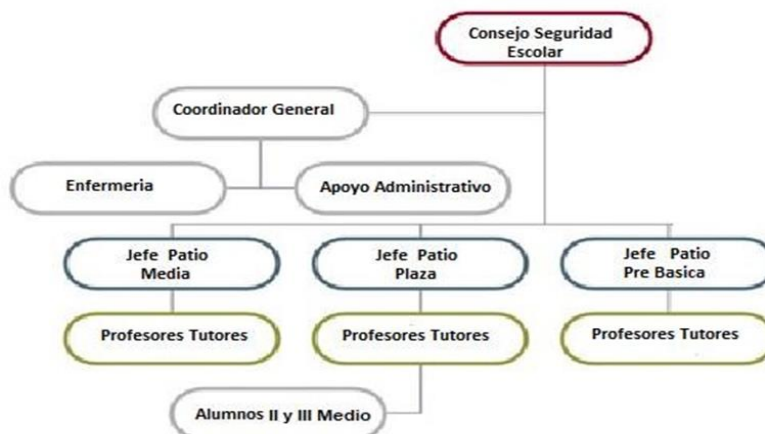 Consejo Seguridad
Escolar
Coordinador General
Enfermeria
Apoyo Administrativo
Jefe Patio
Media
Jefe Patio
Plaza
Jefe Patio
Pre Basica
Profesores Tutores
Profesores Tutores
Profesores Tutores
Alumnos II y III Medio